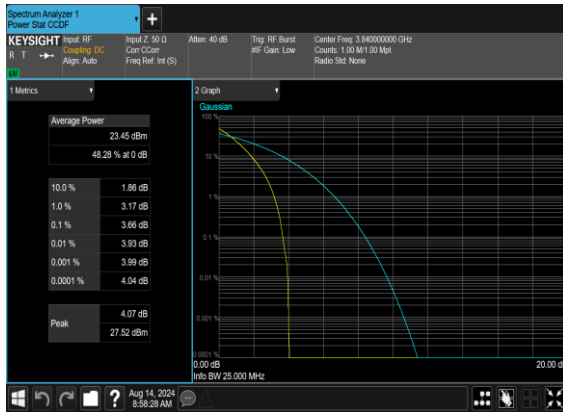 Spectrum Analyzer 1
Power Stat CCDF
+
KEYSIGHT
R T
LXI
Input: RF
Coupling: DC
Align: Auto
Input Z: 50 Ω
Corr CCorr
Freq Ref: Int (S)
Atten: 40 dB
Trig: RF Burst
#IF Gain: Low
Center Freq: 3.840000000 GHz
Counts: 1.00 M/1.00 Mpt
Radio Std: None
1 Metrics
Average Power
23.45 dBm
48.28 % at 0 dB
10.0 % 1.86 dB
1.0 % 3.17 dB
0.1 % 3.66 dB
0.01 % 3.93 dB
0.001 % 3.99 dB
0.0001 % 4.04 dB
Peak
4.07 dB
27.52 dBm
2 Graph
Gaussian
100 %
10 %
1 %
0.1 %
0.01 %
0.001 %
0.0001 %
0.00 dB 20.00 dB
Info BW 25.000 MHz
?
Aug 14, 2024
8:58:28 AM